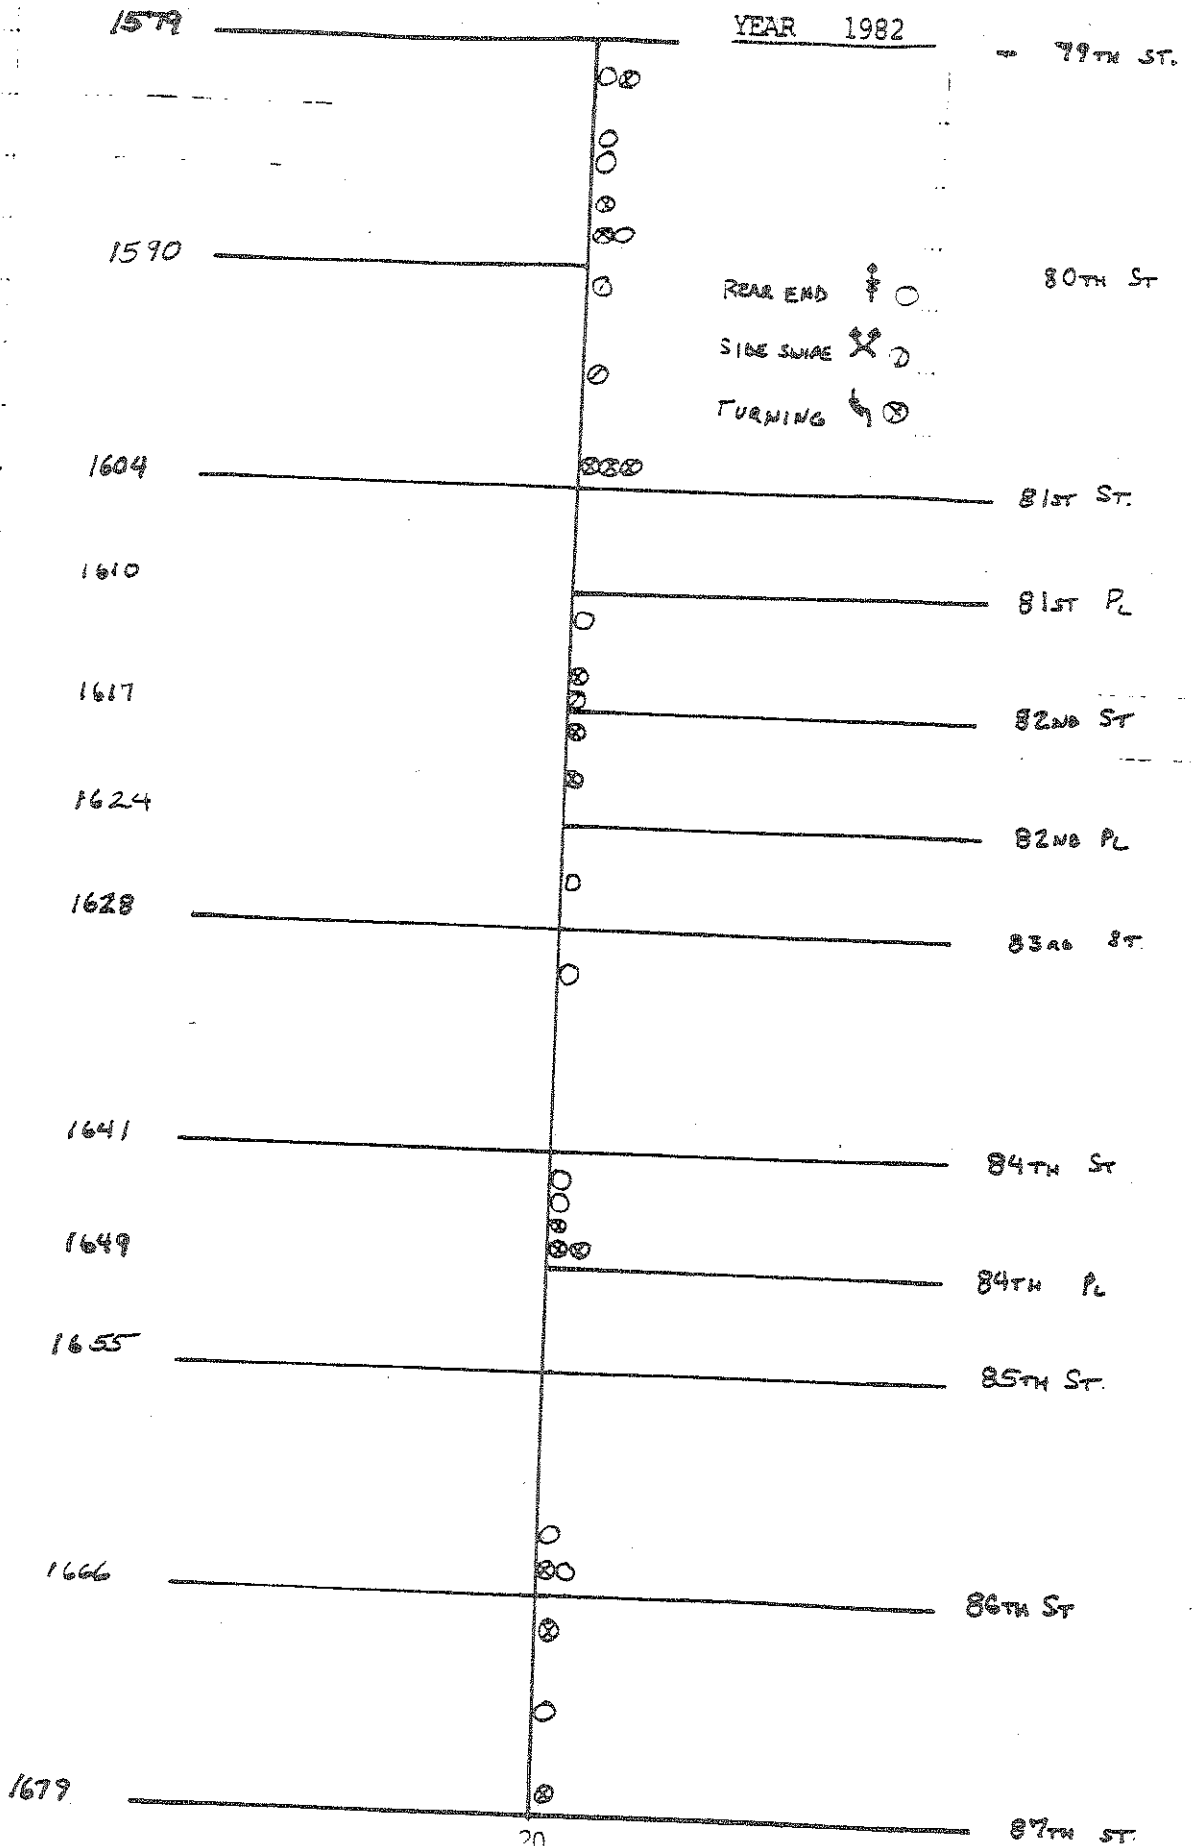 1579 YEAR 1982 79TH ST.
1590 80TH ST
REAR END
SIDE SWIPE
TURNING
1604 81ST ST.
1610 81ST PL
1617 82ND ST
1624 82ND PL
1628 83RD ST.
1641 84TH ST
1649 84TH PL
1655 85TH ST.
1666 86TH ST
1679 87TH ST.
20